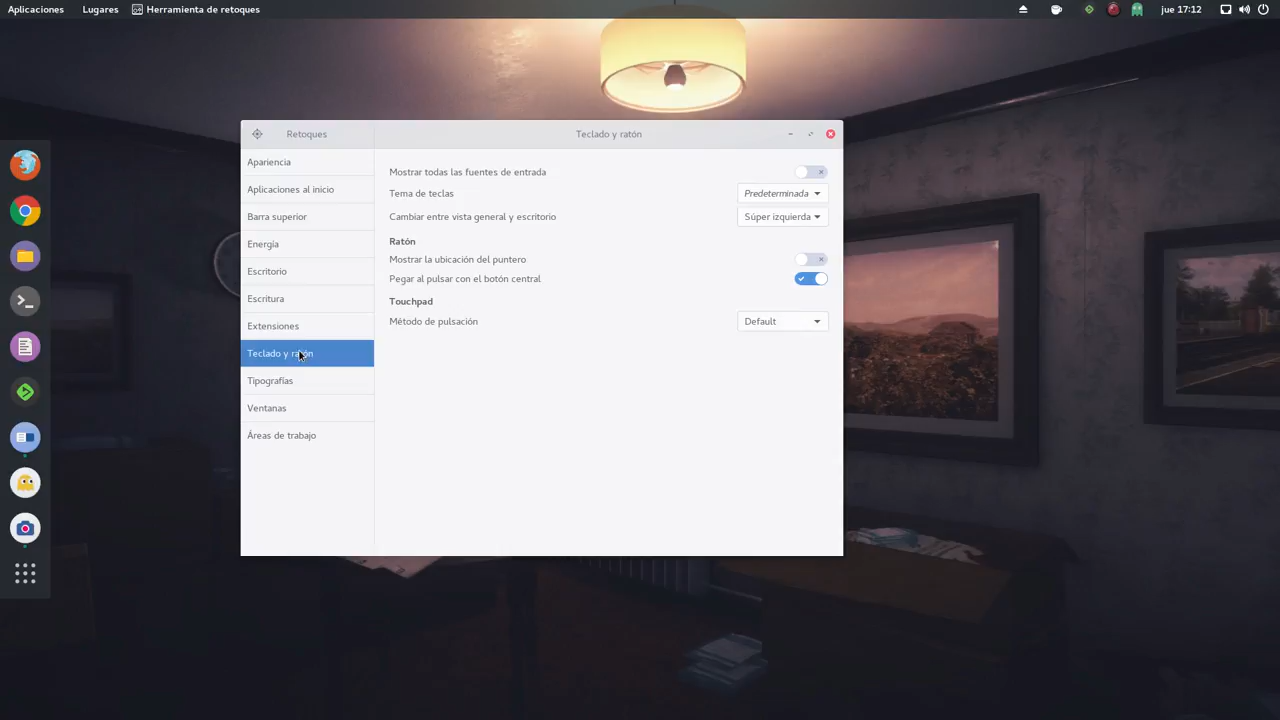 Aplicaciones Lugares Herramienta de retoques jue 17:12
Retoques Teclado y ratón
Apariencia
Aplicaciones al inicio
Barra superior
Energía
Escritorio
Escritura
Extensiones
Teclado y ratón
Tipografías
Ventanas
Áreas de trabajo
Mostrar todas las fuentes de entrada
Tema de teclas Predeterminada
Cambiar entre vista general y escritorio Súper izquierda
Ratón
Mostrar la ubicación del puntero
Pegar al pulsar con el botón central
Touchpad
Método de pulsación Default